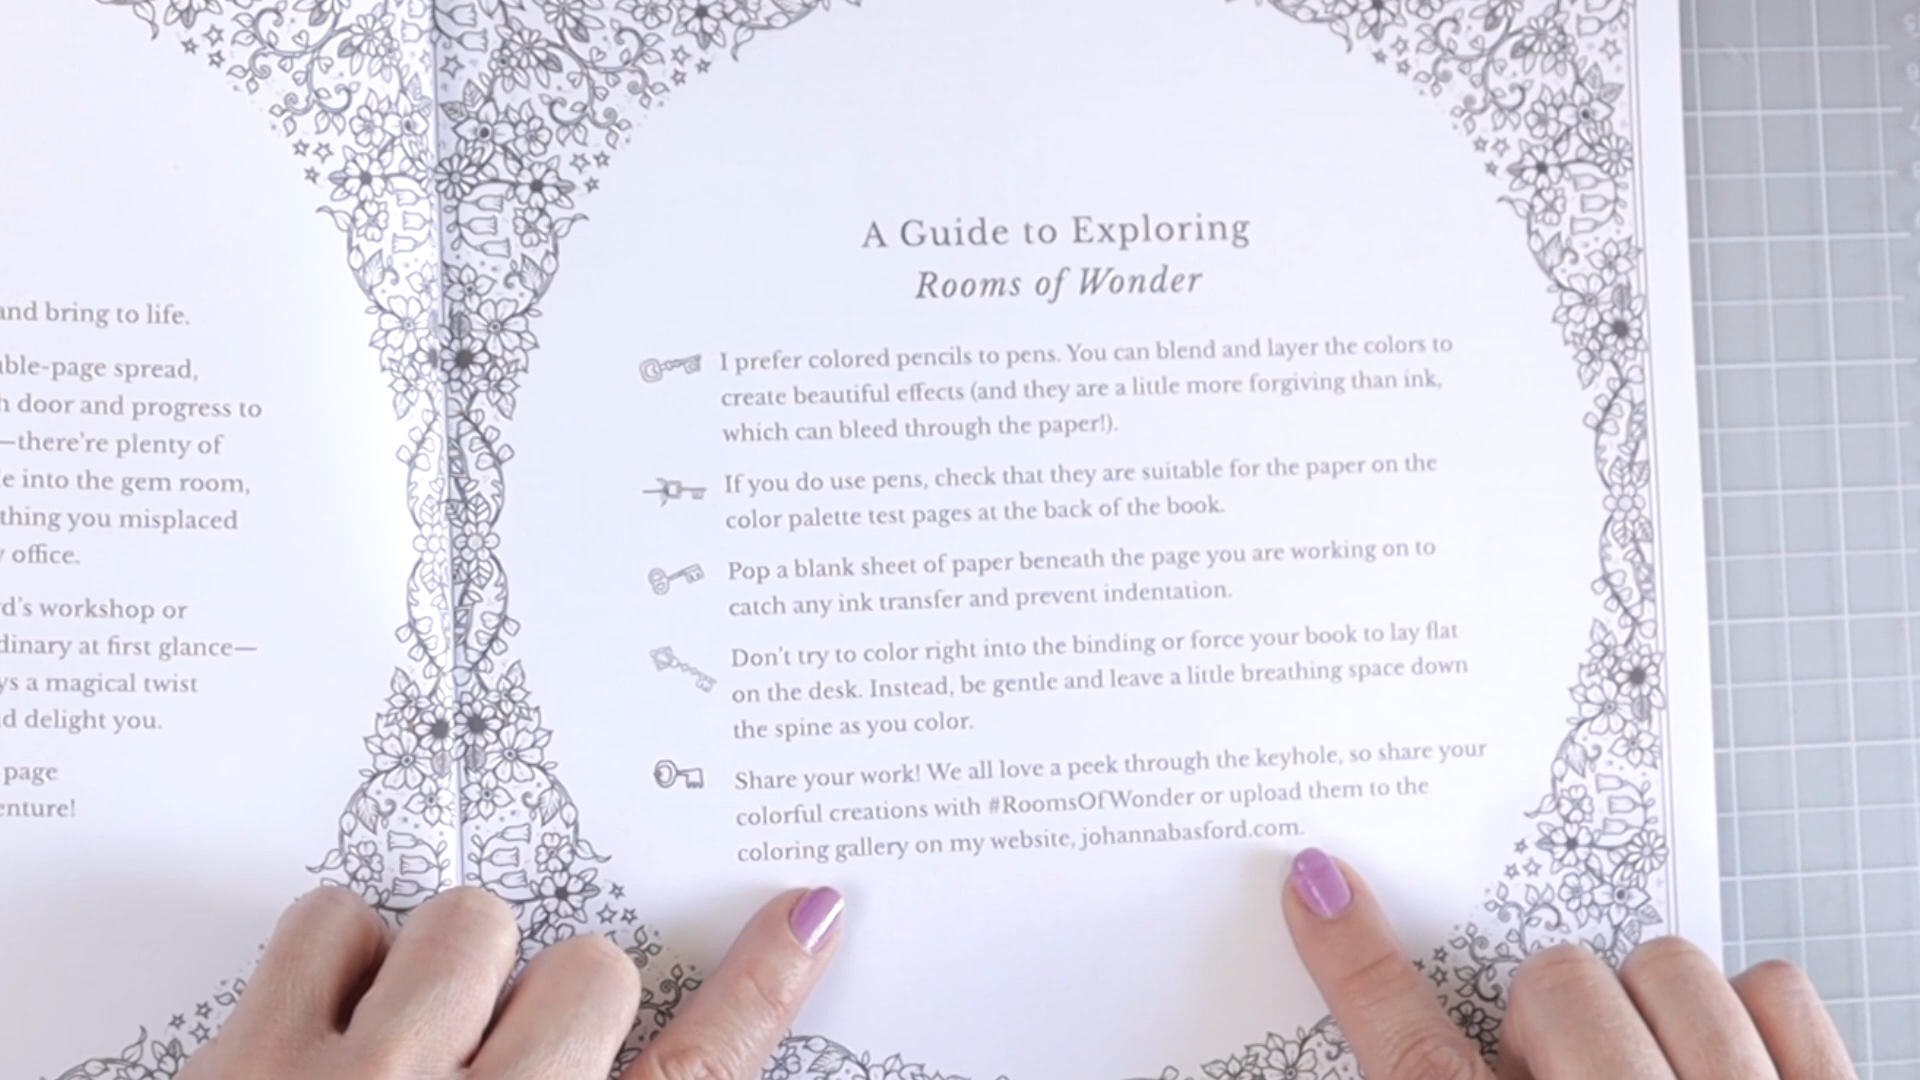 and bring to life.
ble-page spread,
door and progress to
—there're plenty of
into the gem room,
thing you misplaced
office.
d's workshop or
dinary at first glance—
ys a magical twist
d delight you.
page
enture!
A Guide to Exploring
Rooms of Wonder
I prefer colored pencils to pens. You can blend and layer the colors to
create beautiful effects (and they are a little more forgiving than ink,
which can bleed through the paper!).
If you do use pens, check that they are suitable for the paper on the
color palette test pages at the back of the book.
Pop a blank sheet of paper beneath the page you are working on to
catch any ink transfer and prevent indentation.
Don't try to color right into the binding or force your book to lay flat
on the desk. Instead, be gentle and leave a little breathing space down
the spine as you color.
Share your work! We all love a peek through the keyhole, so share your
colorful creations with #RoomsOfWonder or upload them to the
coloring gallery on my website, johannabasford.com.